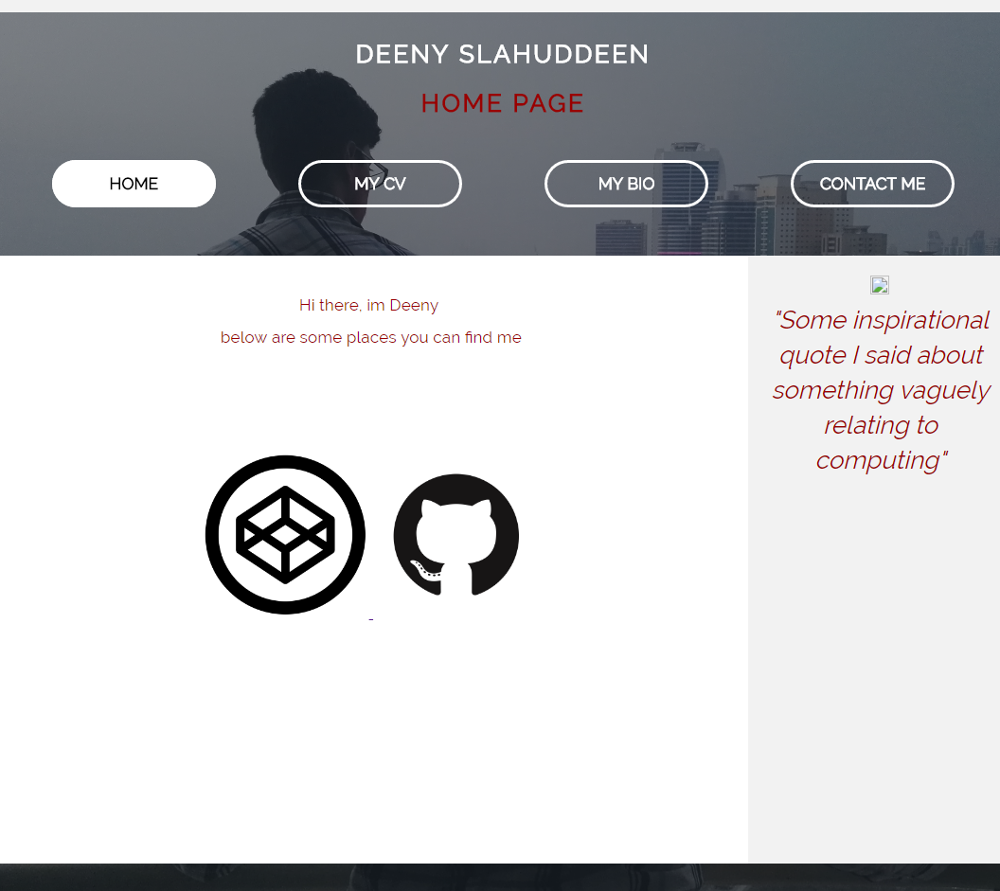 DEENY SLAHUDDEEN
HOME PAGE
HOME
MY CV
MY BIO
CONTACT ME
Hi there, im Deeny
below are some places you can find me
"Some inspirational
quote I said about
something vaguely
relating to
computing"